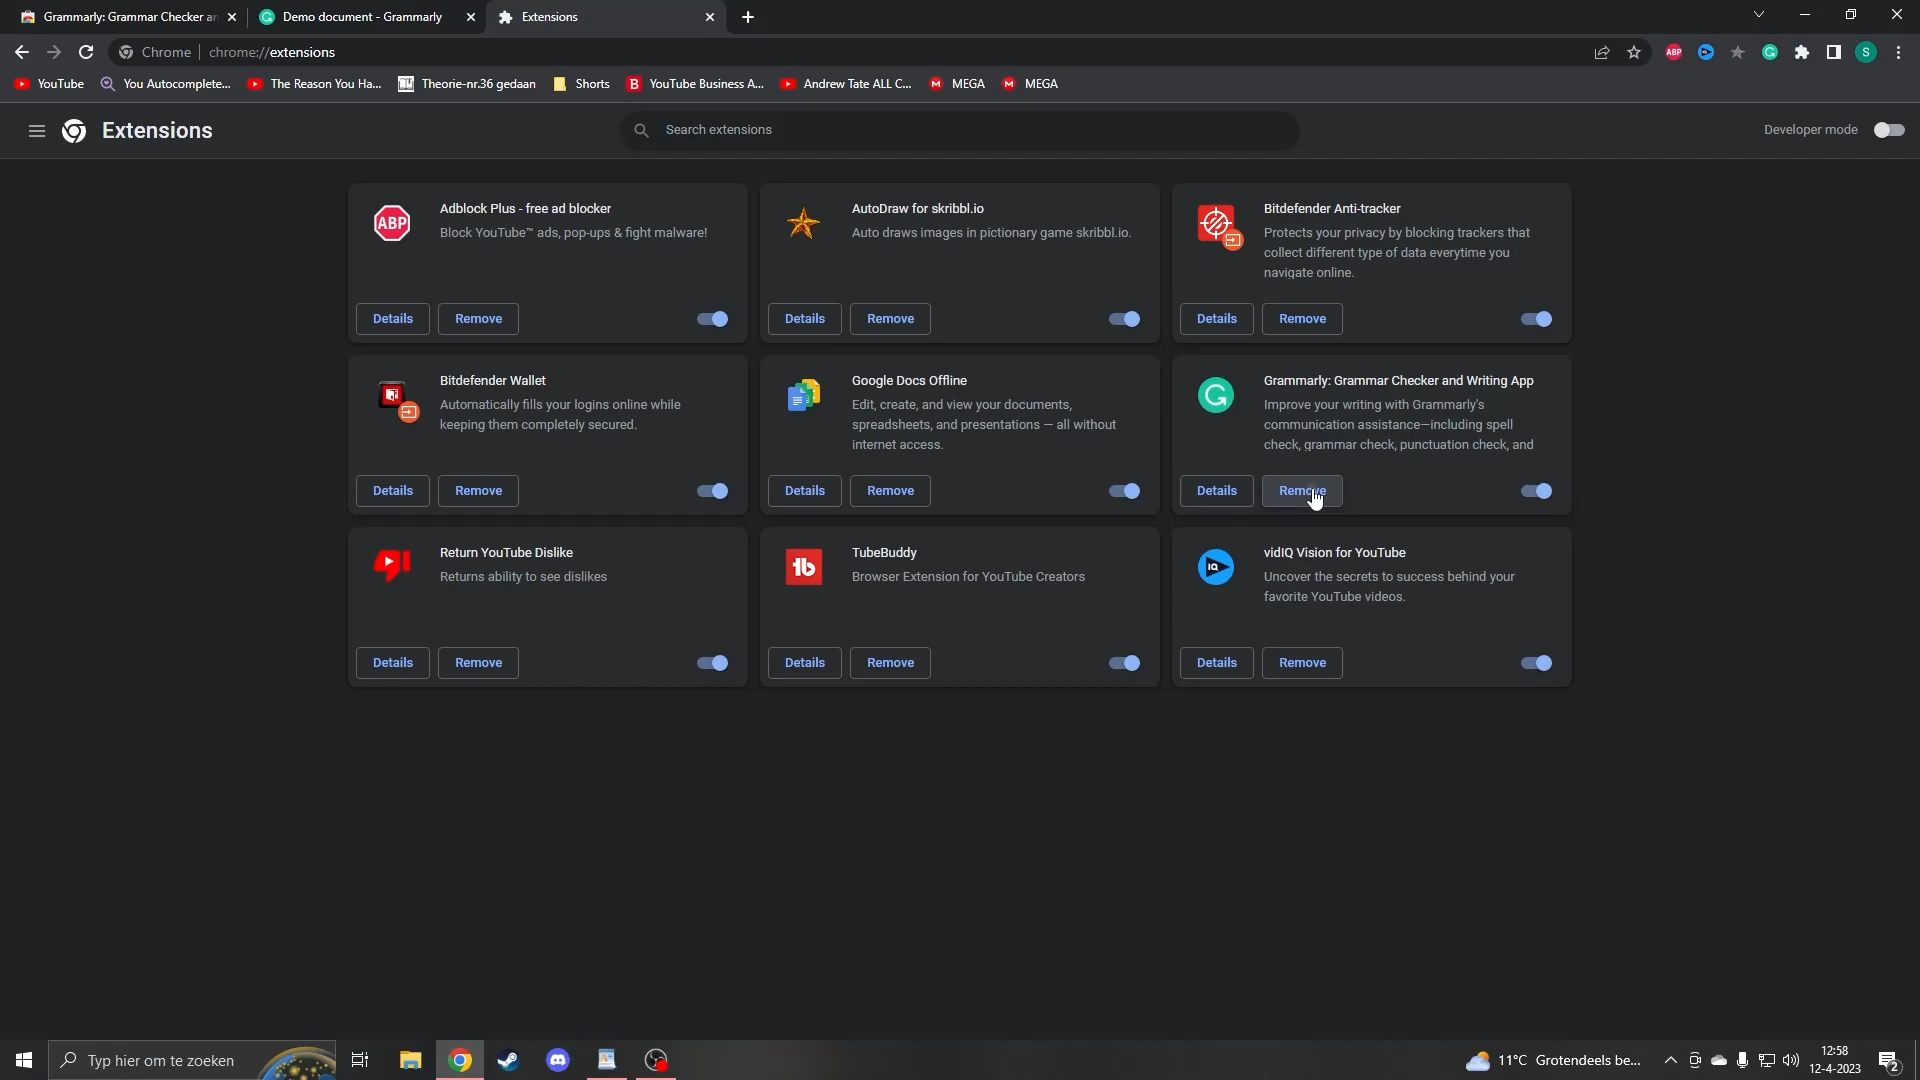 Grammarly: Grammar Checker an
Demo document - Grammarly
Extensions
Chrome
chrome://extensions
ABP
S
YouTube
You Autocomplete...
The Reason You Ha...
Theorie-nr.36 gedaan
Shorts
B
YouTube Business A...
Andrew Tate ALL C...
M
MEGA
M
MEGA
Extensions
Search extensions
Developer mode
ABP
Adblock Plus - free ad blocker
Block YouTube™ ads, pop-ups & fight malware!
Details
Remove
AutoDraw for skribbl.io
Auto draws images in pictionary game skribbl.io.
Details
Remove
Bitdefender Anti-tracker
Protects your privacy by blocking trackers that
collect different type of data everytime you
navigate online.
Details
Remove
Bitdefender Wallet
Automatically fills your logins online while
keeping them completely secured.
Details
Remove
Google Docs Offline
Edit, create, and view your documents,
spreadsheets, and presentations — all without
internet access.
Details
Remove
G
Grammarly: Grammar Checker and Writing App
Improve your writing with Grammarly's
communication assistance—including spell
check, grammar check, punctuation check, and
Details
Remove
Return YouTube Dislike
Returns ability to see dislikes
Details
Remove
tb
TubeBuddy
Browser Extension for YouTube Creators
Details
Remove
IQ
vidIQ Vision for YouTube
Uncover the secrets to success behind your
favorite YouTube videos.
Details
Remove
Typ hier om te zoeken
11°C Grotendeels be...
12:58
12-4-2023
2